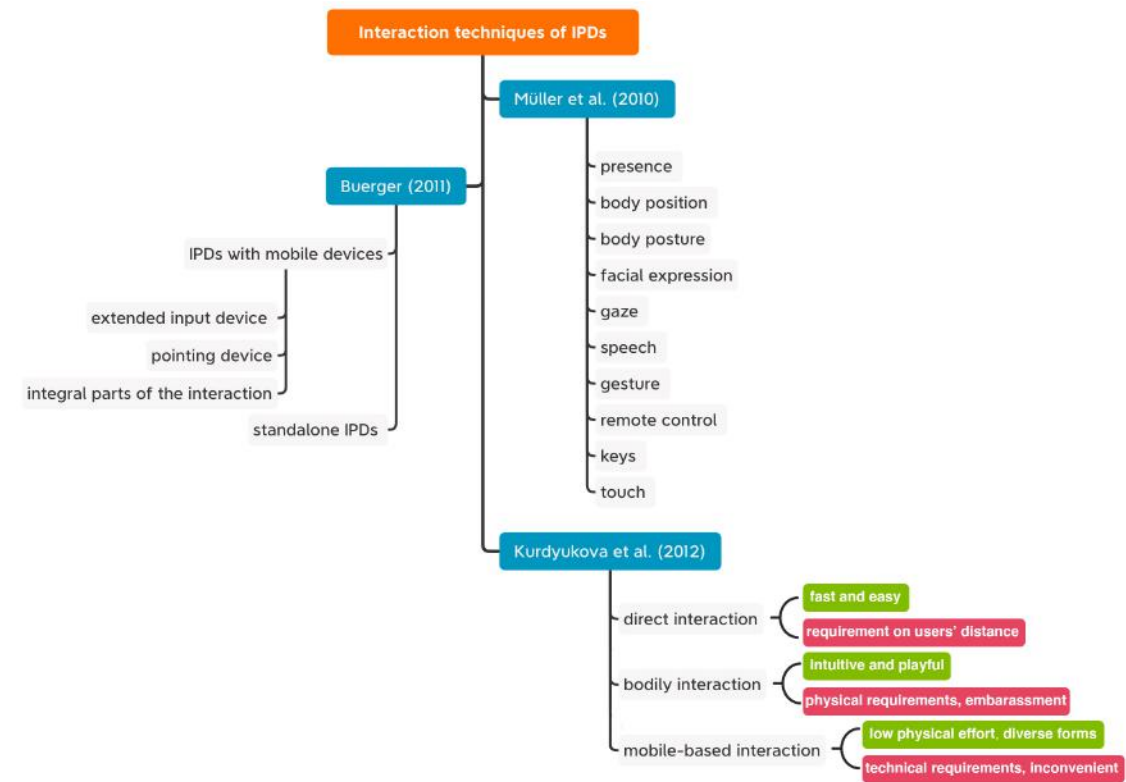 Interaction techniques of IPDs
Müller et al. (2010)
presence
body position
body posture
facial expression
gaze
speech
gesture
remote control
keys
touch
Buerger (2011)
IPDs with mobile devices
extended input device
pointing device
integral parts of the interaction
standalone IPDs
Kurdyukova et al. (2012)
direct interaction
fast and easy
requirement on users' distance
bodily interaction
Intuitive and playful
physical requirements, embarassment
mobile-based interaction
low physical effort, diverse forms
technical requirements, inconvenient